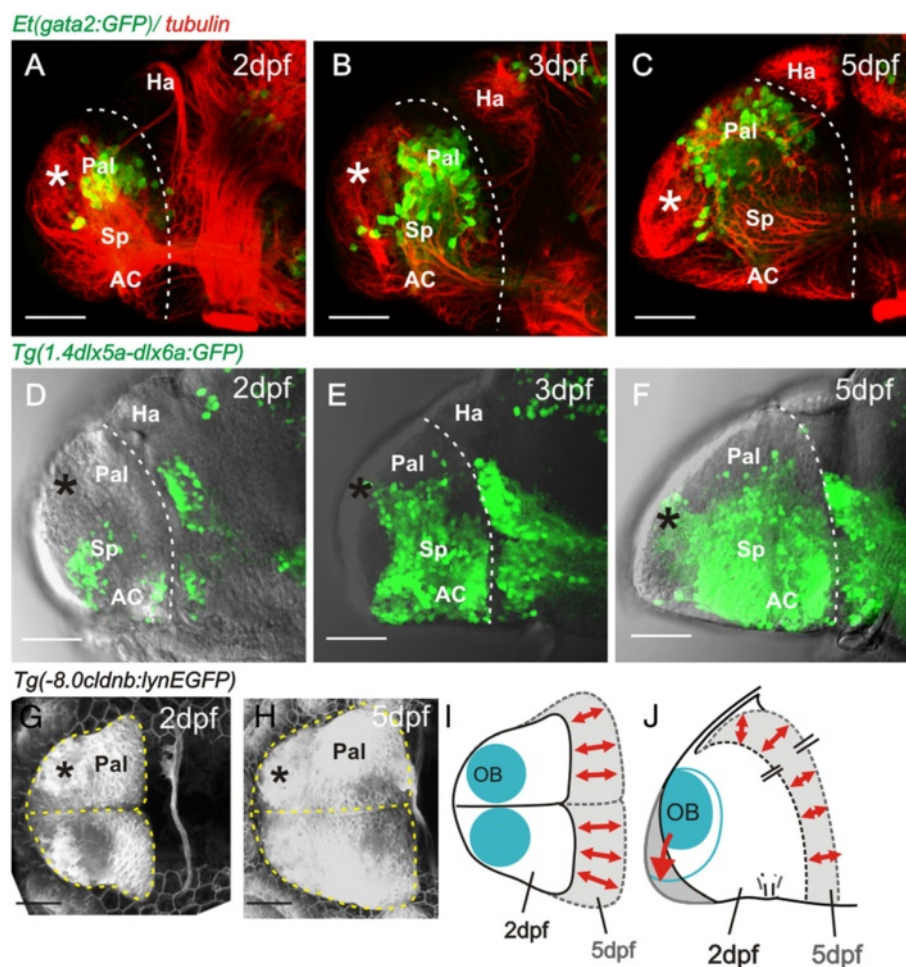 Et(gata2:GFP)/ tubulin
A 2dpf Ha Pal * Sp AC
B 3dpf Ha Pal * Sp AC
C 5dpf Ha Pal * Sp AC
Tg(1.4dlx5a-dlx6a:GFP)
D 2dpf Ha Pal * Sp AC
E 3dpf Ha Pal * Sp AC
F 5dpf Pal * Sp AC
Tg(-8.0cldnb:lynEGFP)
G 2dpf * Pal
H 5dpf * Pal
I OB 2dpf 5dpf
J OB 2dpf 5dpf